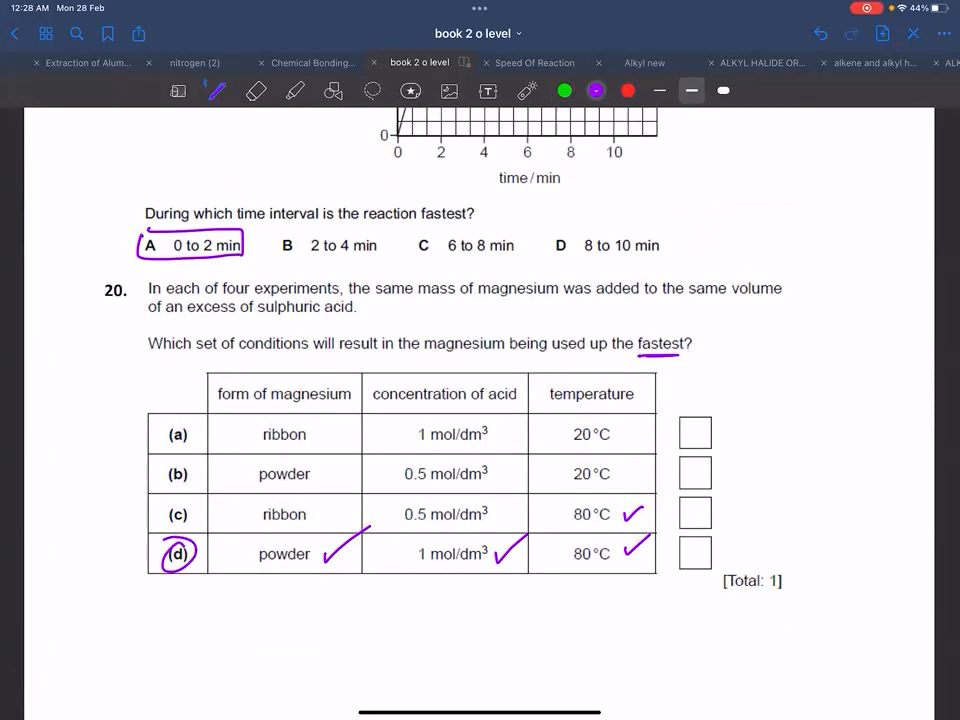 12:28 AM Mon 28 Feb
44%
book 2 o level
Extraction of Alum...
nitrogen (2)
Chemical Bonding...
book 2 o level
Speed Of Reaction
Alkyl new
ALKYL HALIDE OR...
alkene and alkyl h...
ALK
0
0 2 4 6 8 10
time/min
During which time interval is the reaction fastest?
A 0 to 2 min B 2 to 4 min C 6 to 8 min D 8 to 10 min
20. In each of four experiments, the same mass of magnesium was added to the same volume
of an excess of sulphuric acid.
Which set of conditions will result in the magnesium being used up the fastest?
form of magnesium concentration of acid temperature
(a) ribbon 1 mol/dm³ 20°C
(b) powder 0.5 mol/dm³ 20°C
(c) ribbon 0.5 mol/dm³ 80°C
(d) powder 1 mol/dm³ 80°C
[Total: 1]